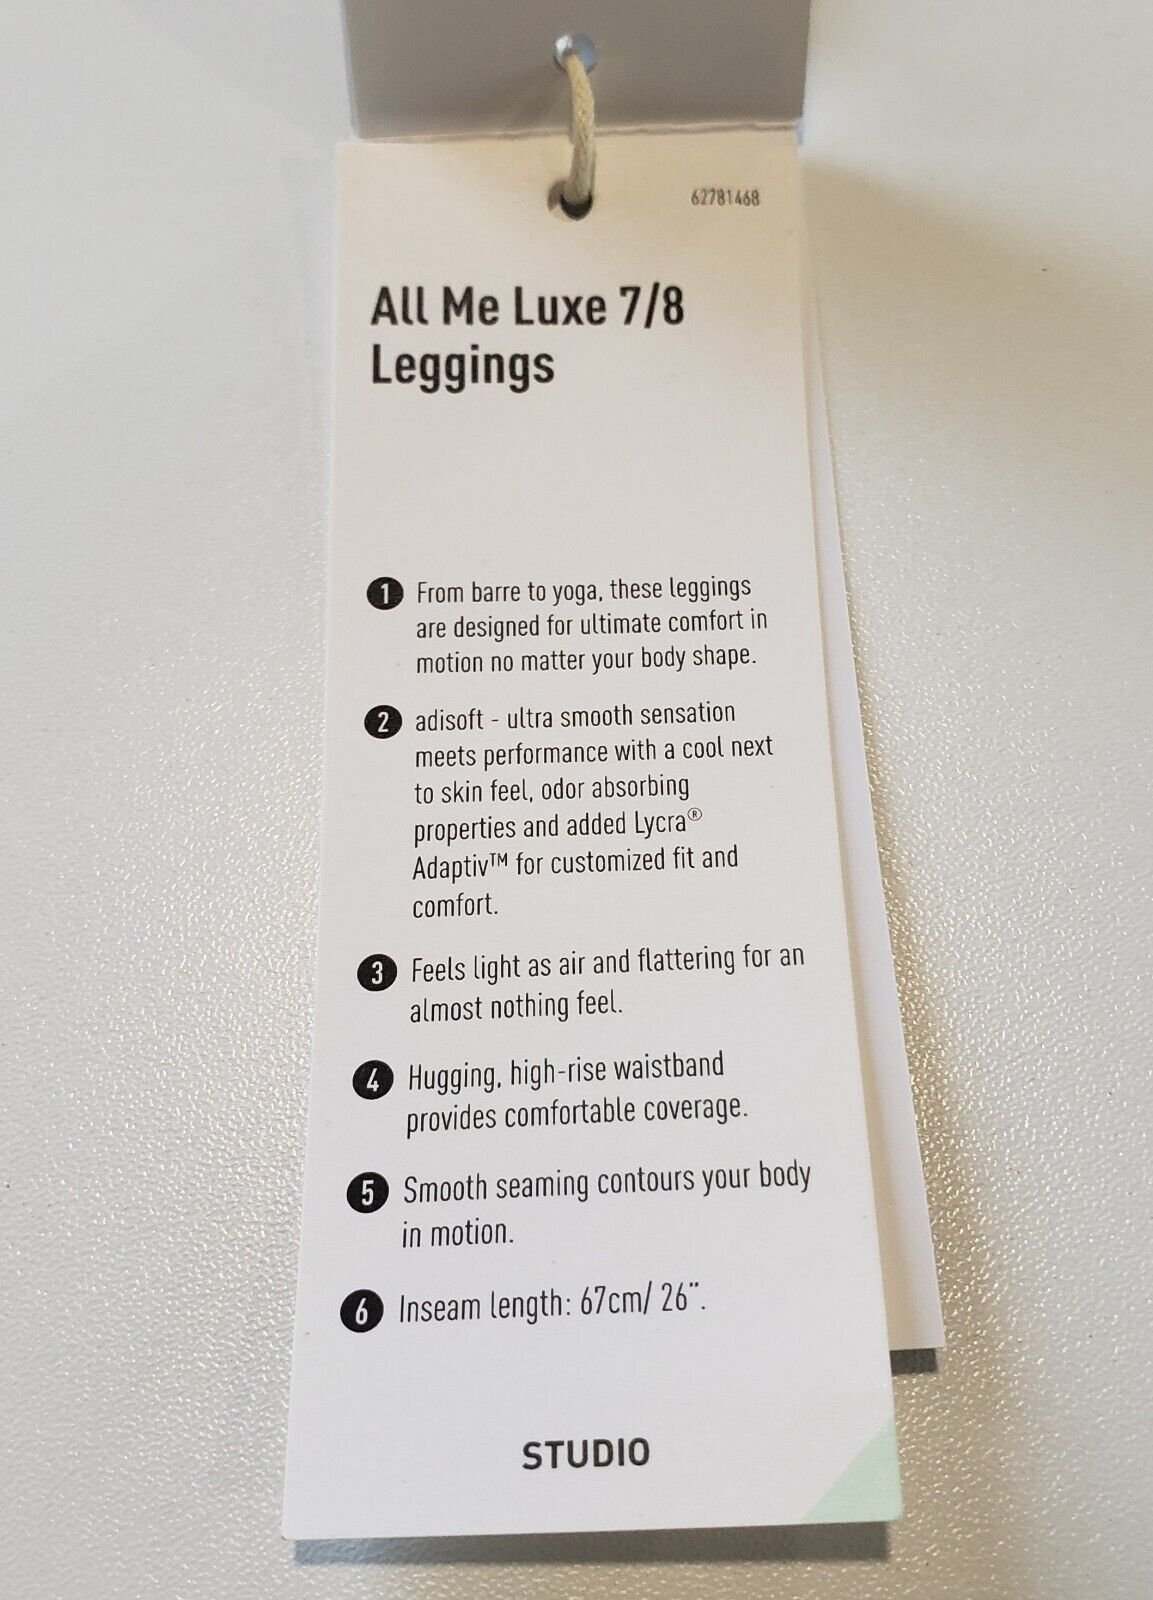 62781468
All Me Luxe 7/8
Leggings
1 From barre to yoga, these leggings
are designed for ultimate comfort in
motion no matter your body shape.
2 adisoft - ultra smooth sensation
meets performance with a cool next
to skin feel, odor absorbing
properties and added Lycra®
Adaptiv™ for customized fit and
comfort.
3 Feels light as air and flattering for an
almost nothing feel.
4 Hugging, high-rise waistband
provides comfortable coverage.
5 Smooth seaming contours your body
in motion.
6 Inseam length: 67cm/ 26”.
STUDIO